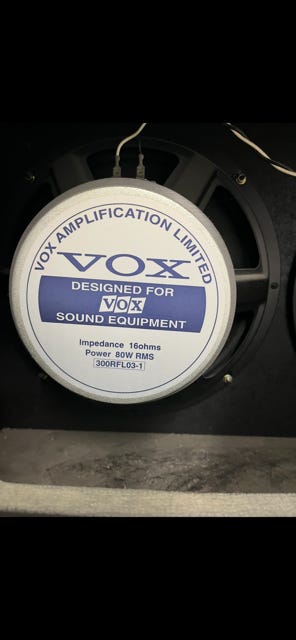 VOX AMPLIFICATION LIMITED
VOX
DESIGNED FOR
VOX
SOUND EQUIPMENT
Impedance 16ohms
Power 80W RMS
300RFL03-1